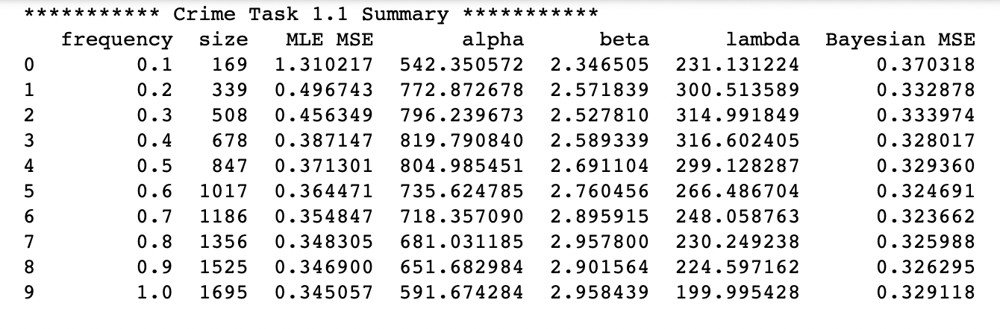 *********** Crime Task 1.1 Summary ***********
frequency size MLE MSE alpha beta lambda Bayesian MSE
0 0.1 169 1.310217 542.350572 2.346505 231.131224 0.370318
1 0.2 339 0.496743 772.872678 2.571839 300.513589 0.332878
2 0.3 508 0.456349 796.239673 2.527810 314.991849 0.333974
3 0.4 678 0.387147 819.790840 2.589339 316.602405 0.328017
4 0.5 847 0.371301 804.985451 2.691104 299.128287 0.329360
5 0.6 1017 0.364471 735.624785 2.760456 266.486704 0.324691
6 0.7 1186 0.354847 718.357090 2.895915 248.058763 0.323662
7 0.8 1356 0.348305 681.031185 2.957800 230.249238 0.325988
8 0.9 1525 0.346900 651.682984 2.901564 224.597162 0.326295
9 1.0 1695 0.345057 591.674284 2.958439 199.995428 0.329118